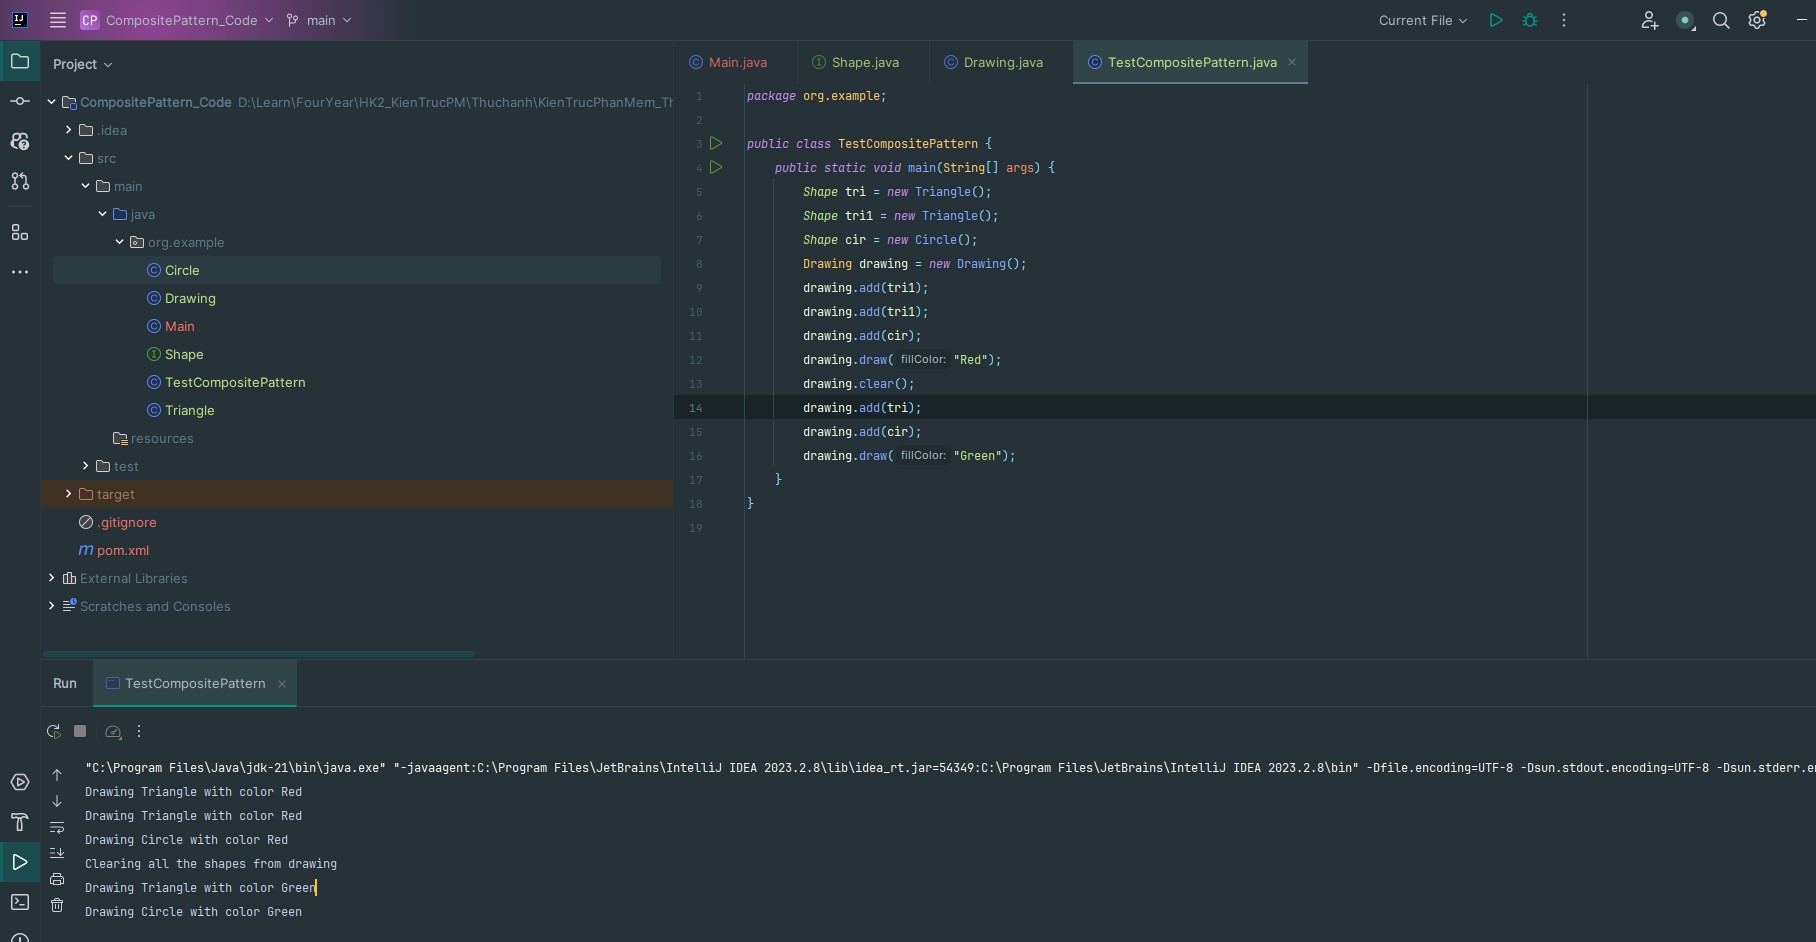 CP CompositePattern_Code main Current File
Project
CompositePattern_Code D:\Learn\FourYear\HK2_KienTrucPM\Thuchanh\KienTrucPhanMem_Th
.idea
src
main
java
org.example
Circle
Drawing
Main
Shape
TestCompositePattern
Triangle
resources
test
target
.gitignore
pom.xml
External Libraries
Scratches and Consoles
Main.java Shape.java Drawing.java TestCompositePattern.java
1 package org.example;
2
3 public class TestCompositePattern {
4 public static void main(String[] args) {
5 Shape tri = new Triangle();
6 Shape tri1 = new Triangle();
7 Shape cir = new Circle();
8 Drawing drawing = new Drawing();
9 drawing.add(tri1);
10 drawing.add(tri1);
11 drawing.add(cir);
12 drawing.draw( fillColor: "Red");
13 drawing.clear();
14 drawing.add(tri);
15 drawing.add(cir);
16 drawing.draw( fillColor: "Green");
17 }
18 }
19
Run TestCompositePattern
"C:\Program Files\Java\jdk-21\bin\java.exe" "-javaagent:C:\Program Files\JetBrains\IntelliJ IDEA 2023.2.8\lib\idea_rt.jar=54349:C:\Program Files\JetBrains\IntelliJ IDEA 2023.2.8\bin" -Dfile.encoding=UTF-8 -Dsun.stdout.encoding=UTF-8 -Dsun.stderr.en
Drawing Triangle with color Red
Drawing Triangle with color Red
Drawing Circle with color Red
Clearing all the shapes from drawing
Drawing Triangle with color Green
Drawing Circle with color Green